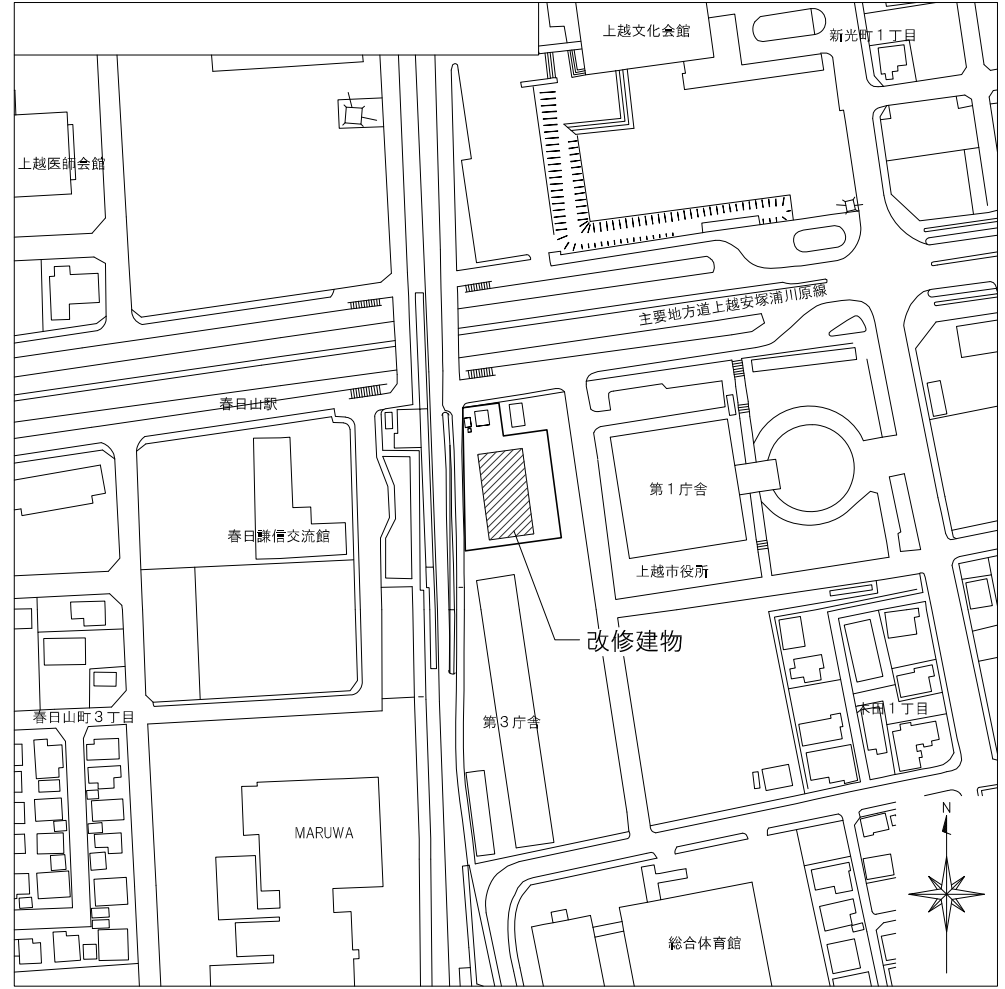 上越文化会館
新光町１丁目
上越医師会館
主要地方道上越安塚浦川原線
春日山駅
第１庁舎
春日謙信交流館
上越市役所
改修建物
春日山町３丁目
第３庁舎
木田１丁目
MARUWA
N
総合体育館